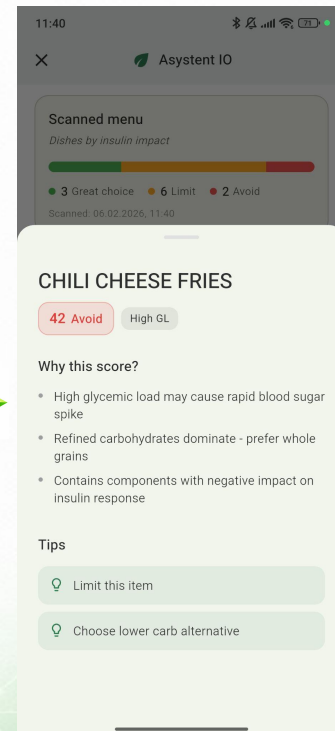 11:40
71
Asystent IO
Scanned menu
Dishes by insulin impact
3 Great choice 6 Limit 2 Avoid
Scanned: 06.02.2026, 11:40
CHILI CHEESE FRIES
42 Avoid High GL
Why this score?
High glycemic load may cause rapid blood sugar
spike
Refined carbohydrates dominate - prefer whole
grains
Contains components with negative impact on
insulin response
Tips
Limit this item
Choose lower carb alternative